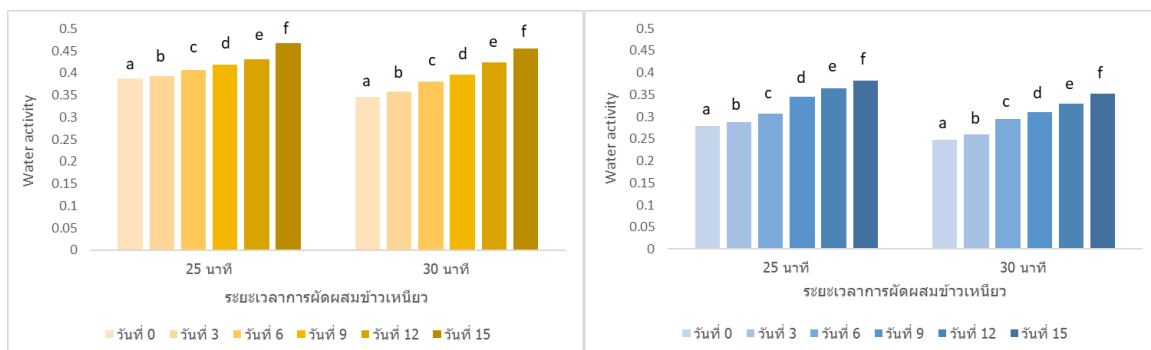 0.5
0.45
0.4
0.35
0.3
0.25
0.2
0.15
0.1
0.05
0
Water activity
a b c d e f
a b c d e f
25 นาที 30 นาที
ระยะเวลาการผัดผสมข้าวเหนียว
วันที่ 0 วันที่ 3 วันที่ 6 วันที่ 9 วันที่ 12 วันที่ 15
0.5
0.45
0.4
0.35
0.3
0.25
0.2
0.15
0.1
0.05
0
Water activity
a b c d e f
a b c d e f
25 นาที 30 นาที
ระยะเวลาการผัดผสมข้าวเหนียว
วันที่ 0 วันที่ 3 วันที่ 6 วันที่ 9 วันที่ 12 วันที่ 15